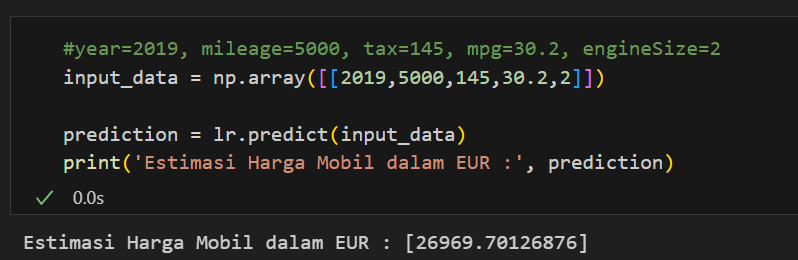 #year=2019, mileage=5000, tax=145, mpg=30.2, engineSize=2
input_data = np.array([[2019,5000,145,30.2,2]])
prediction = lr.predict(input_data)
print('Estimasi Harga Mobil dalam EUR :', prediction)
0.0s
Estimasi Harga Mobil dalam EUR : [26969.70126876]